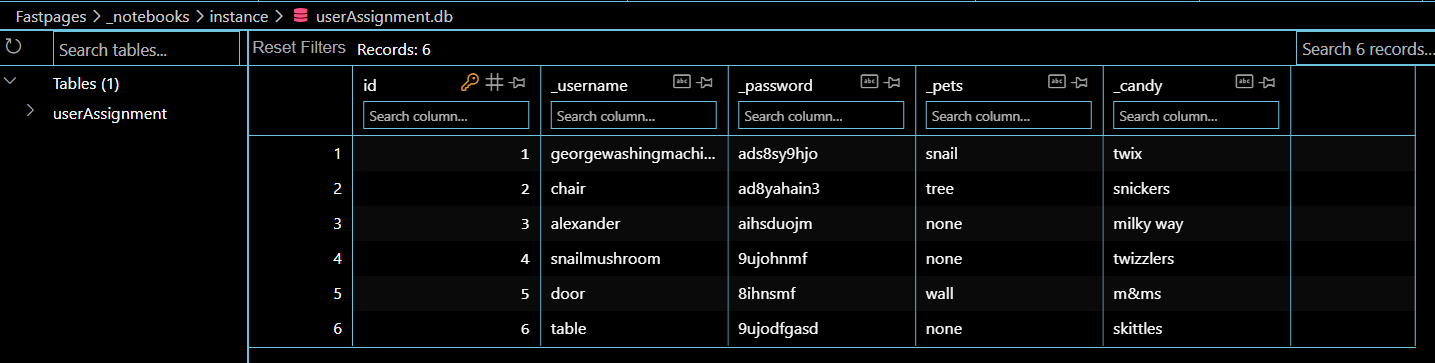 Fastpages > _notebooks > instance > userAssignment.db
Search tables... Reset Filters Records: 6 Search 6 records...
Tables (1) id _username _password _pets _candy
userAssignment Search column... Search column... Search column... Search column... Search column...
1 1 georgewashingmachi... ads8sy9hjo snail twix
2 2 chair ad8yahain3 tree snickers
3 3 alexander aihsduojm none milky way
4 4 snailmushroom 9ujohnmf none twizzlers
5 5 door 8ihnsmf wall m&ms
6 6 table 9ujodfgasd none skittles